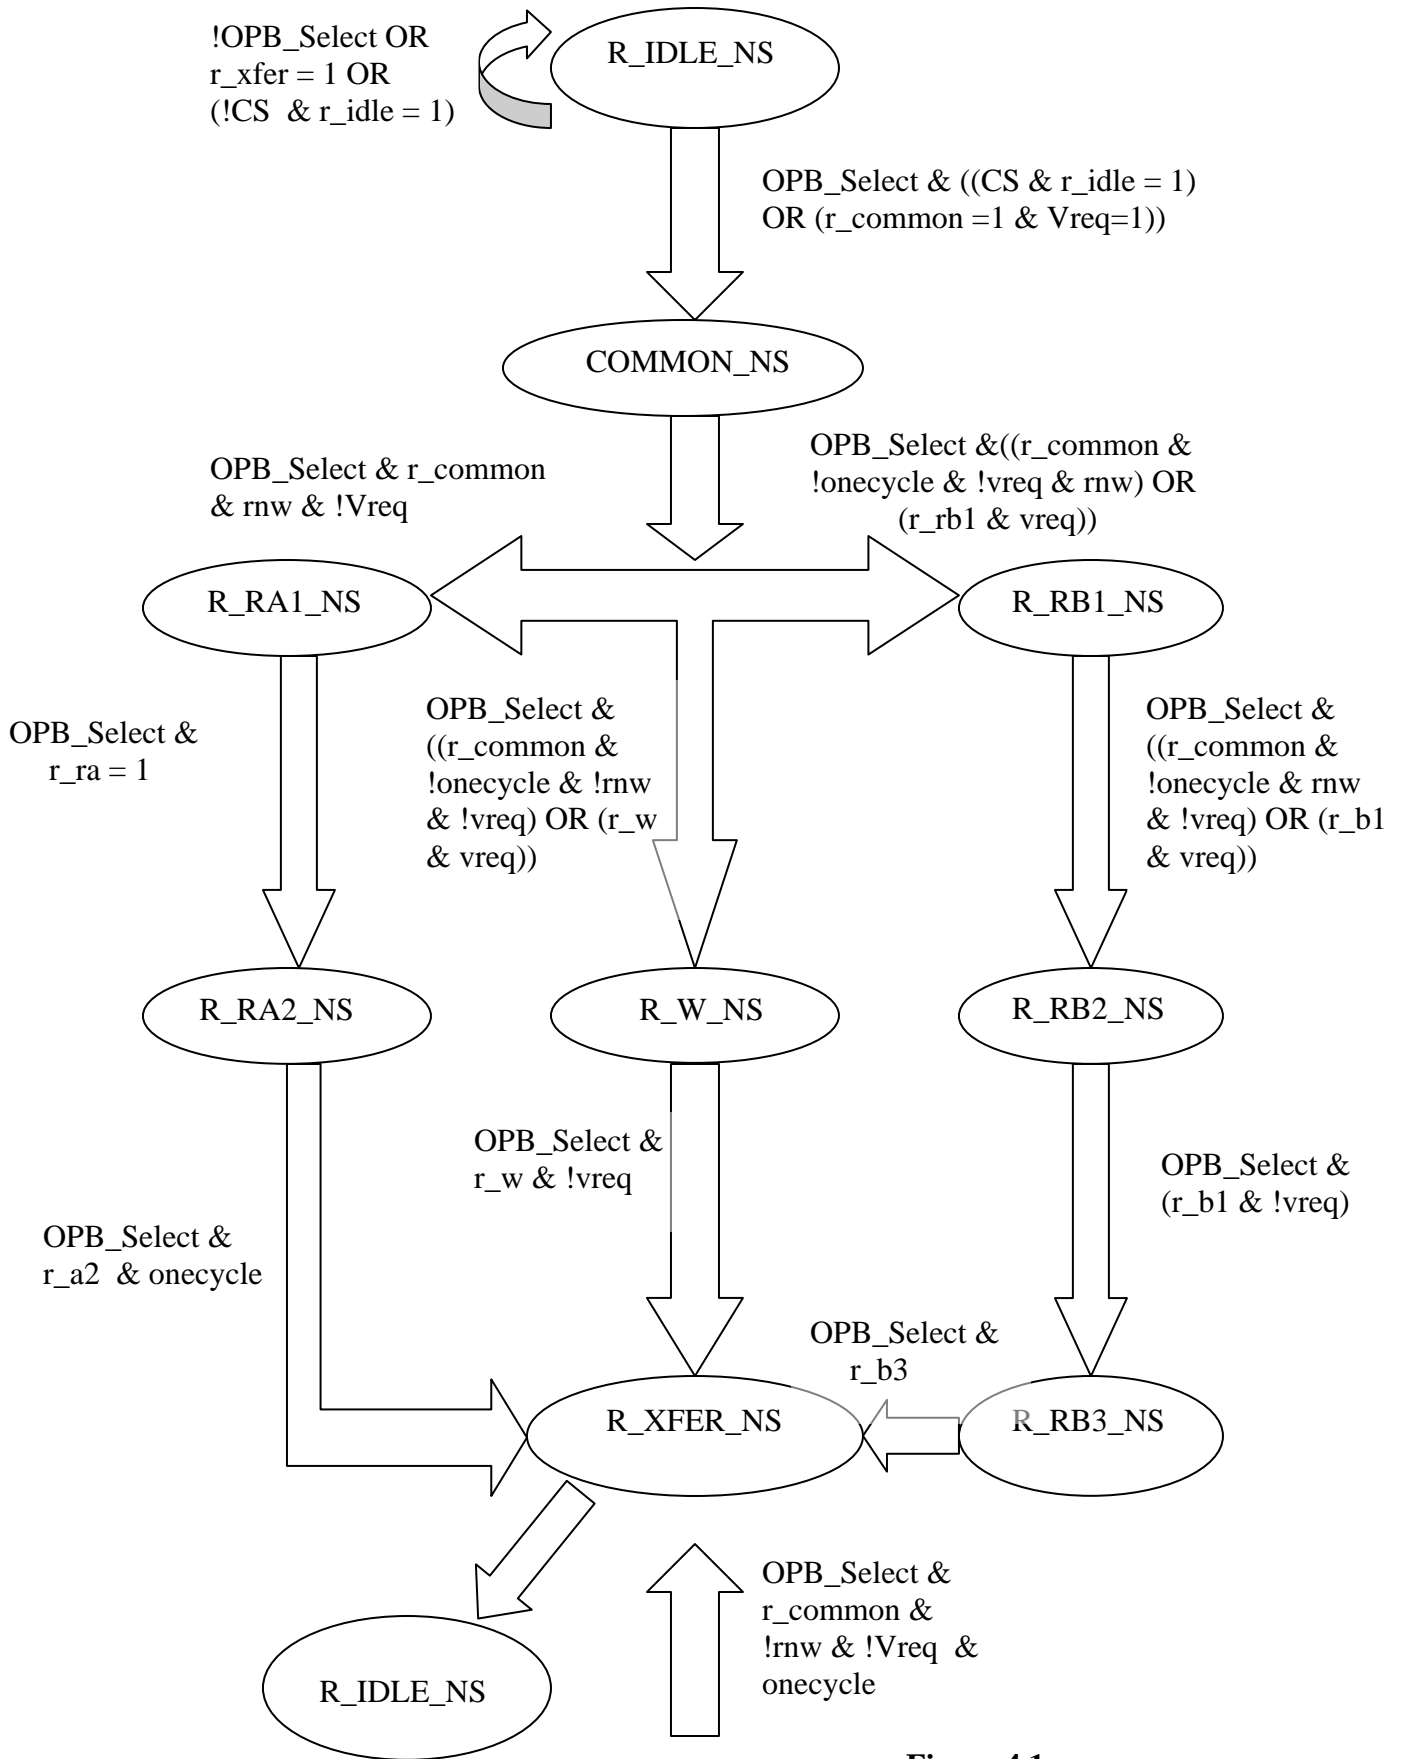 !OPB_Select OR
r_xfer = 1 OR
(!CS & r_idle = 1)
R_IDLE_NS
OPB_Select & ((CS & r_idle = 1)
OR (r_common =1 & Vreq=1))
COMMON_NS
OPB_Select & r_common
& rnw & !Vreq
OPB_Select &((r_common &
!onecycle & !vreq & rnw) OR
(r_rb1 & vreq))
R_RA1_NS
R_RB1_NS
OPB_Select &
r_ra = 1
OPB_Select &
((r_common &
!onecycle & !rnw
& !vreq) OR (r_w
& vreq))
OPB_Select &
((r_common &
!onecycle & rnw
& !vreq) OR (r_b1
& vreq))
R_RA2_NS
R_W_NS
R_RB2_NS
OPB_Select &
r_w & !vreq
OPB_Select &
(r_b1 & !vreq)
OPB_Select &
r_a2 & onecycle
OPB_Select &
r_b3
R_XFER_NS
R_RB3_NS
OPB_Select &
r_common &
!rnw & !Vreq &
onecycle
R_IDLE_NS
Figure 4.1